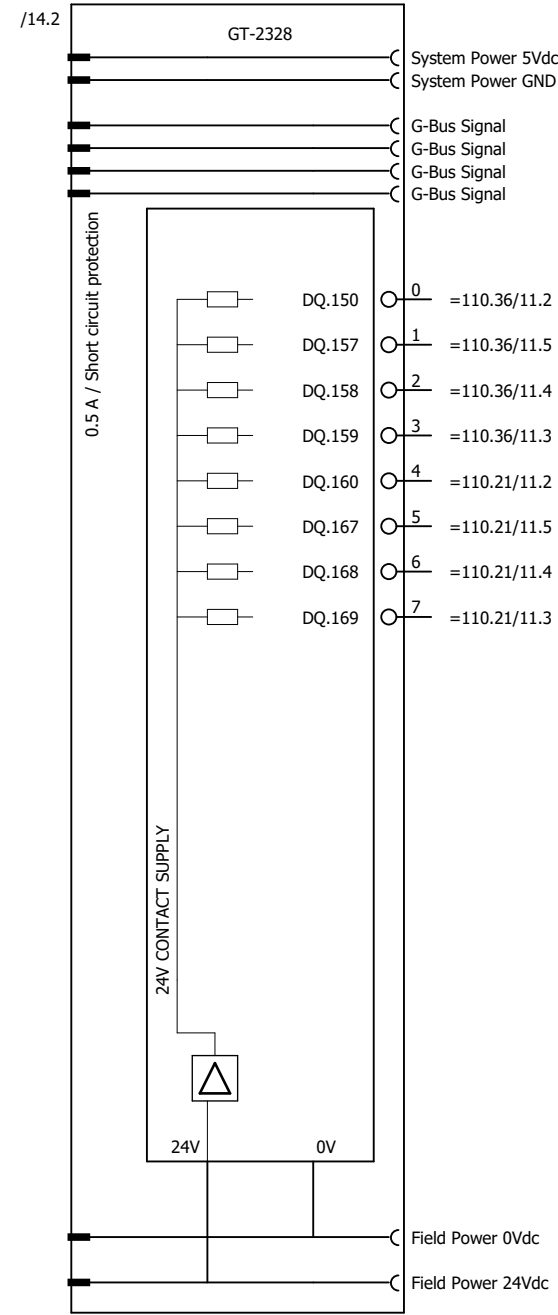 /14.2
GT-2328
System Power 5Vdc
System Power GND
G-Bus Signal
G-Bus Signal
G-Bus Signal
G-Bus Signal
0.5 A / Short circuit protection
DQ.150 0 =110.36/11.2
DQ.157 1 =110.36/11.5
DQ.158 2 =110.36/11.4
DQ.159 3 =110.36/11.3
DQ.160 4 =110.21/11.2
DQ.167 5 =110.21/11.5
DQ.168 6 =110.21/11.4
DQ.169 7 =110.21/11.3
24V CONTACT SUPPLY
24V 0V
Field Power 0Vdc
Field Power 24Vdc